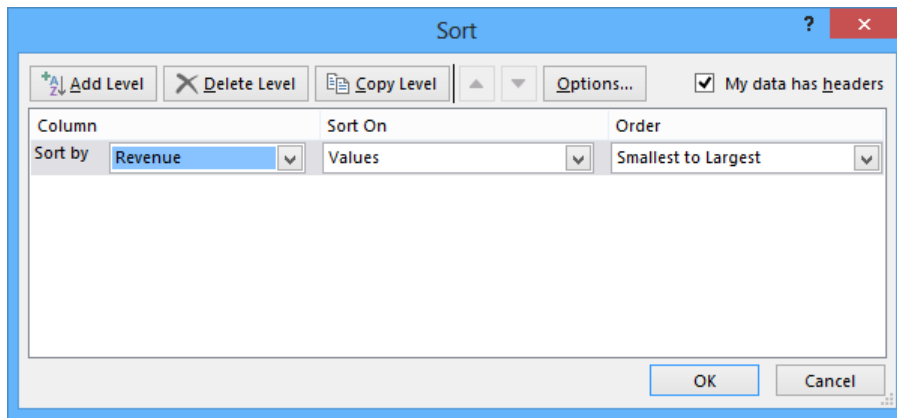 Sort ?
Add Level Delete Level Copy Level Options... My data has headers
Column Sort On Order
Sort by Revenue Values Smallest to Largest
OK Cancel